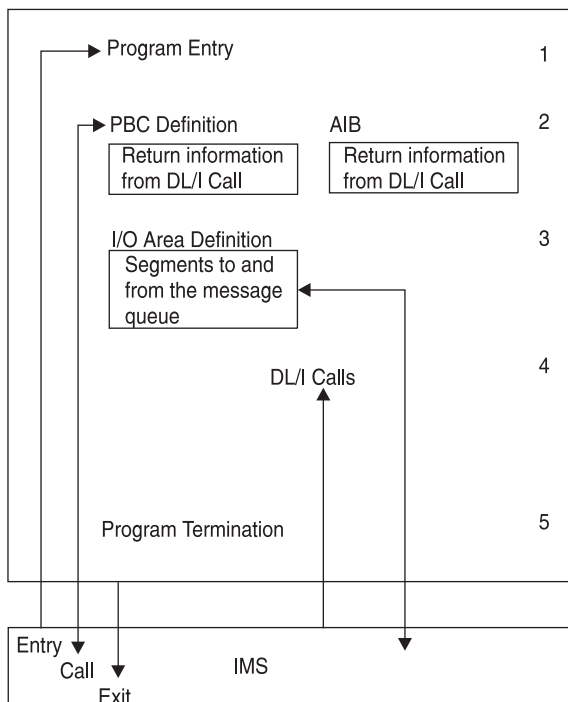 Program Entry 1
PBC Definition AIB 2
Return information Return information
from DL/I Call from DL/I Call
I/O Area Definition 3
Segments to and
from the message
queue
4
DL/I Calls
Program Termination 5
Entry
Call IMS
Exit